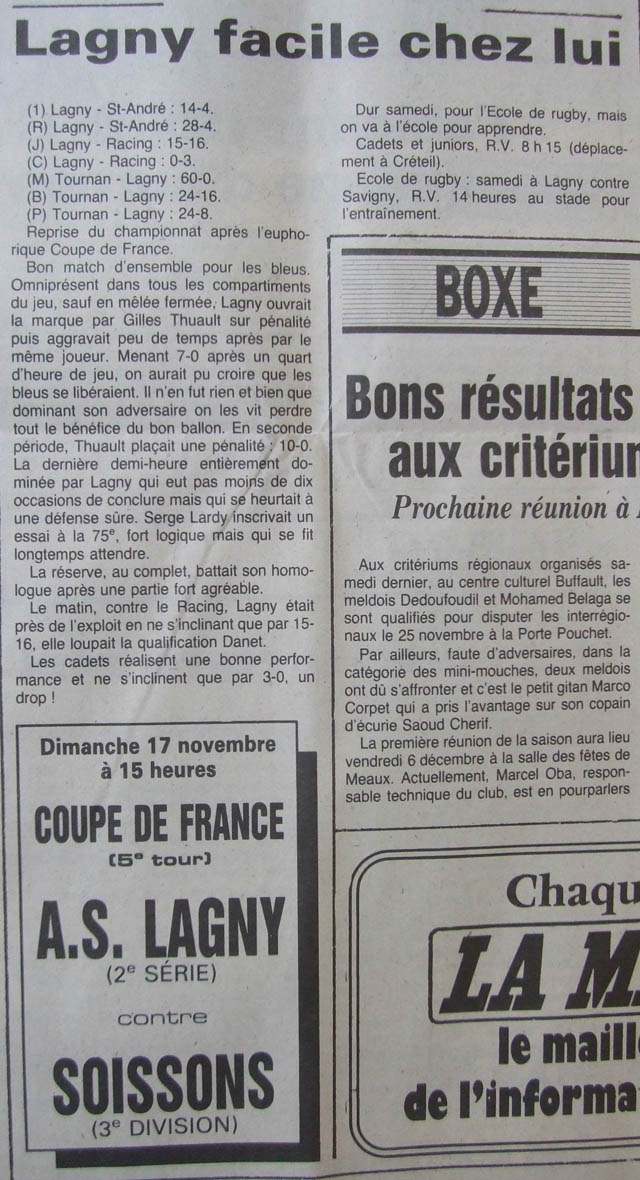 Lagny facile chez lui
(1) Lagny - St-André : 14-4.
(R) Lagny - St-André : 28-4.
(J) Lagny - Racing : 15-16.
(C) Lagny - Racing : 0-3.
(M) Tournan - Lagny : 60-0.
(B) Tournan - Lagny : 24-16.
(P) Tournan - Lagny : 24-8.
Reprise du championnat après l'eupho-
rique Coupe de France.
Bon match d'ensemble pour les bleus.
Omniprésent dans tous les compartiments
du jeu, sauf en mêlée fermée, Lagny ouvrait
la marque par Gilles Thuault sur pénalité
puis aggravait peu de temps après par le
même joueur. Menant 7-0 après un quart
d'heure de jeu, on aurait pu croire que les
bleus se libéraient. Il n'en fut rien et bien que
dominant son adversaire on les vit perdre
tout le bénéfice du bon ballon. En seconde
période, Thuault plaçait une pénalité : 10-0.
La dernière demi-heure entièrement do-
minée par Lagny qui eut pas moins de dix
occasions de conclure mais qui se heurtait à
une défense sûre. Serge Lardy inscrivait un
essai à la 75e, fort logique mais qui se fit
longtemps attendre.
La réserve, au complet, battait son homo-
logue après une partie fort agréable.
Le matin, contre le Racing, Lagny était
près de l'exploit en ne s'inclinant que par 15-
16, elle loupait la qualification Danet.
Les cadets réalisent une bonne perfor-
mance et ne s'inclinent que par 3-0, un
drop !
Dur samedi, pour l'Ecole de rugby, mais
on va à l'école pour apprendre.
Cadets et juniors, R.V. 8 h 15 (déplace-
ment à Créteil).
Ecole de rugby : samedi à Lagny contre
Savigny, R.V. 14 heures au stade pour
l'entraînement.
BOXE
Bons résultats
aux critérium
Prochaine réunion à
Aux critériums régionaux organisés sa-
medi dernier, au centre culturel Buffault, les
meldois Dedoufoudil et Mohamed Belaga se
sont qualifiés pour disputer les interrégio-
naux le 25 novembre à la Porte Pouchet.
Par ailleurs, faute d'adversaires, dans la
catégorie des mini-mouches, deux meldois
ont dû s'affronter et c'est le petit gitan Marco
Corpet qui a pris l'avantage sur son copain
d'écurie Saoud Cherif.
La première réunion de la saison aura lieu
vendredi 6 décembre à la salle des fêtes de
Meaux. Actuellement, Marcel Oba, respon-
sable technique du club, est en pourparlers
Dimanche 17 novembre
à 15 heures
COUPE DE FRANCE
(5e tour)
A.S. LAGNY
(2e SÉRIE)
contre
SOISSONS
(3e DIVISION)
Chaqu
LA M
le maill
de l'informa